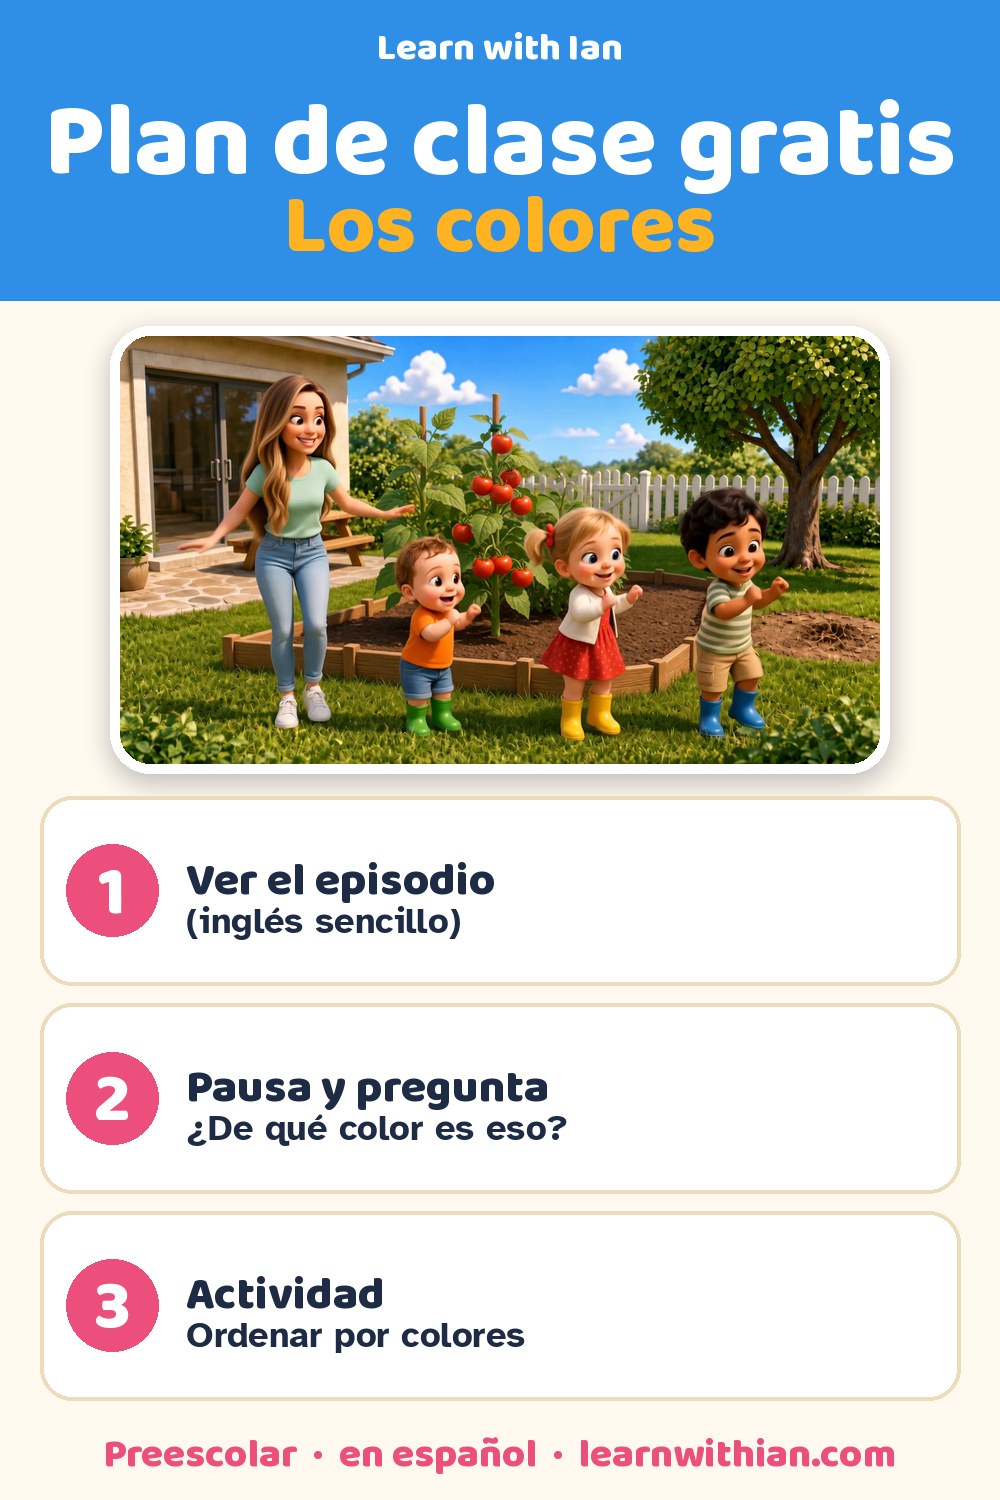 Learn with Ian
Plan de clase gratis
Los colores
1
Ver el episodio
(inglés sencillo)
2
Pausa y pregunta
¿De qué color es eso?
3
Actividad
Ordenar por colores
Preescolar • en español • learnwithian.com